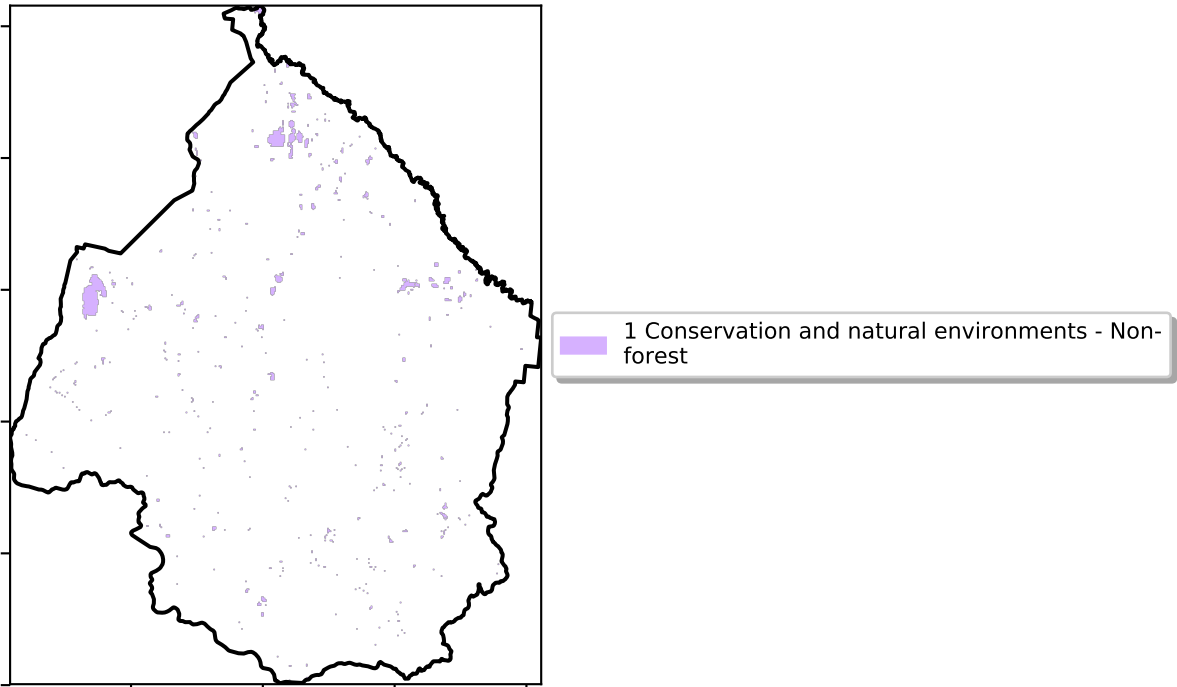 1 Conservation and natural environments - Non-
forest